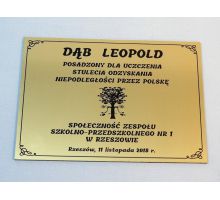 DĄB LEOPOLD
POSADZONY DLA UCZCZENIA
STULECIA ODZYSKANIA
NIEPODLEGŁOŚCI PRZEZ POLSKĘ
SPOŁECZNOŚĆ ZESPOŁU
SZKOLNO-PRZEDSZKOLNEGO NR 1
W RZESZOWIE
Rzeszów, 11 listopada 2018 r.